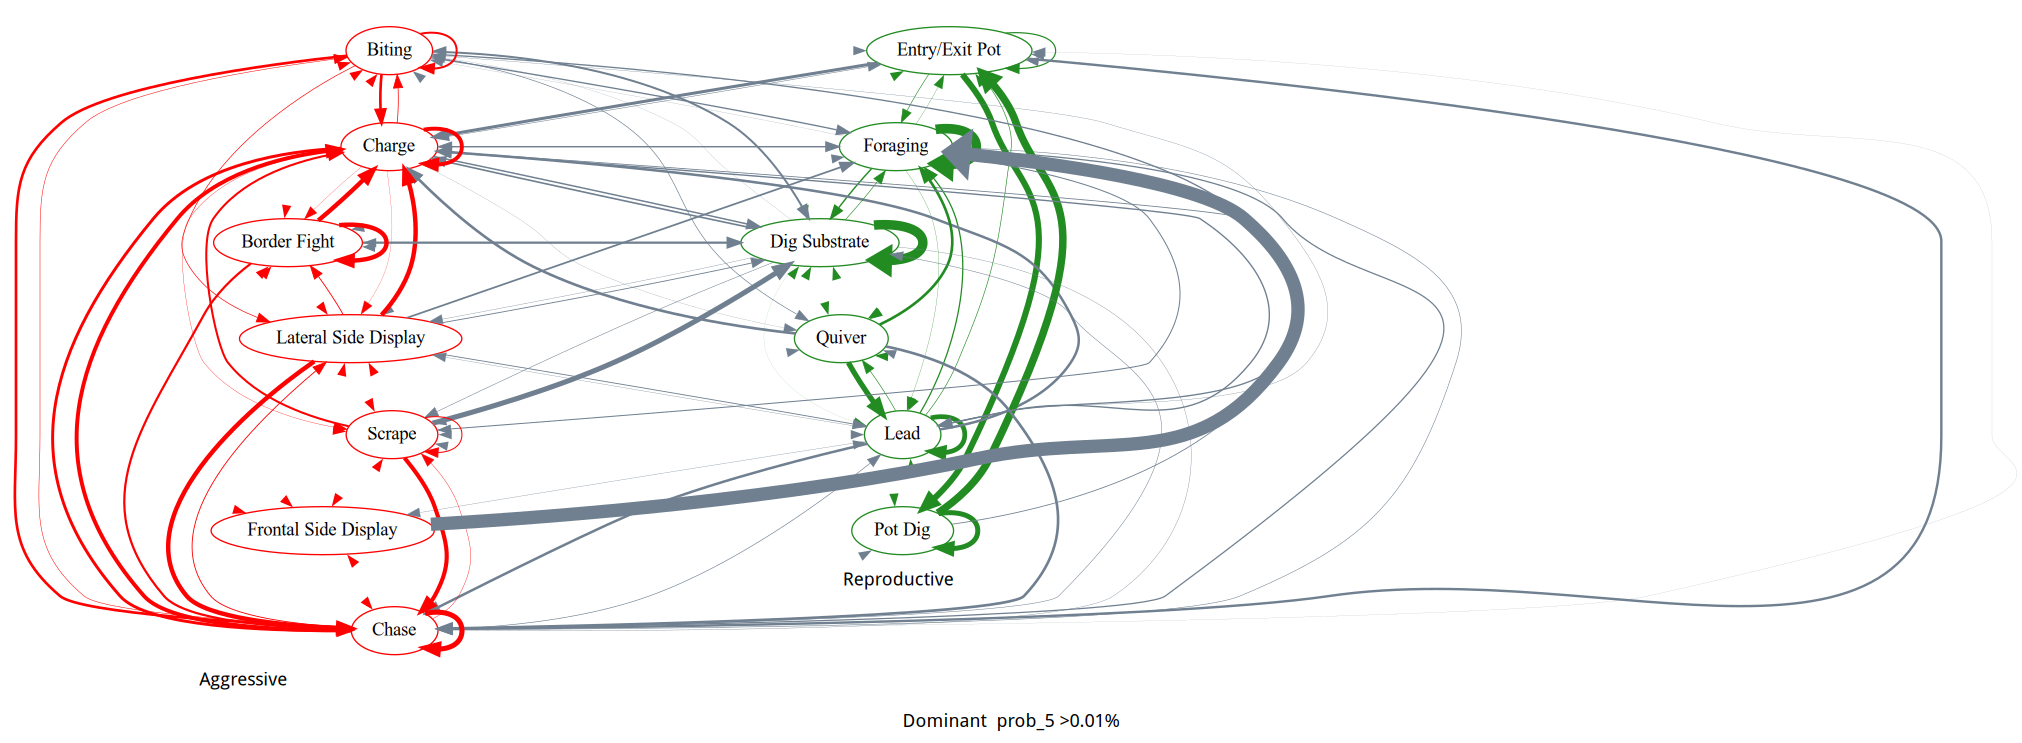 Biting
Entry/Exit Pot
Charge
Foraging
Border Fight
Dig Substrate
Lateral Side Display
Quiver
Scrape
Lead
Frontal Side Display
Pot Dig
Reproductive
Chase
Aggressive
Dominant prob_5 >0.01%